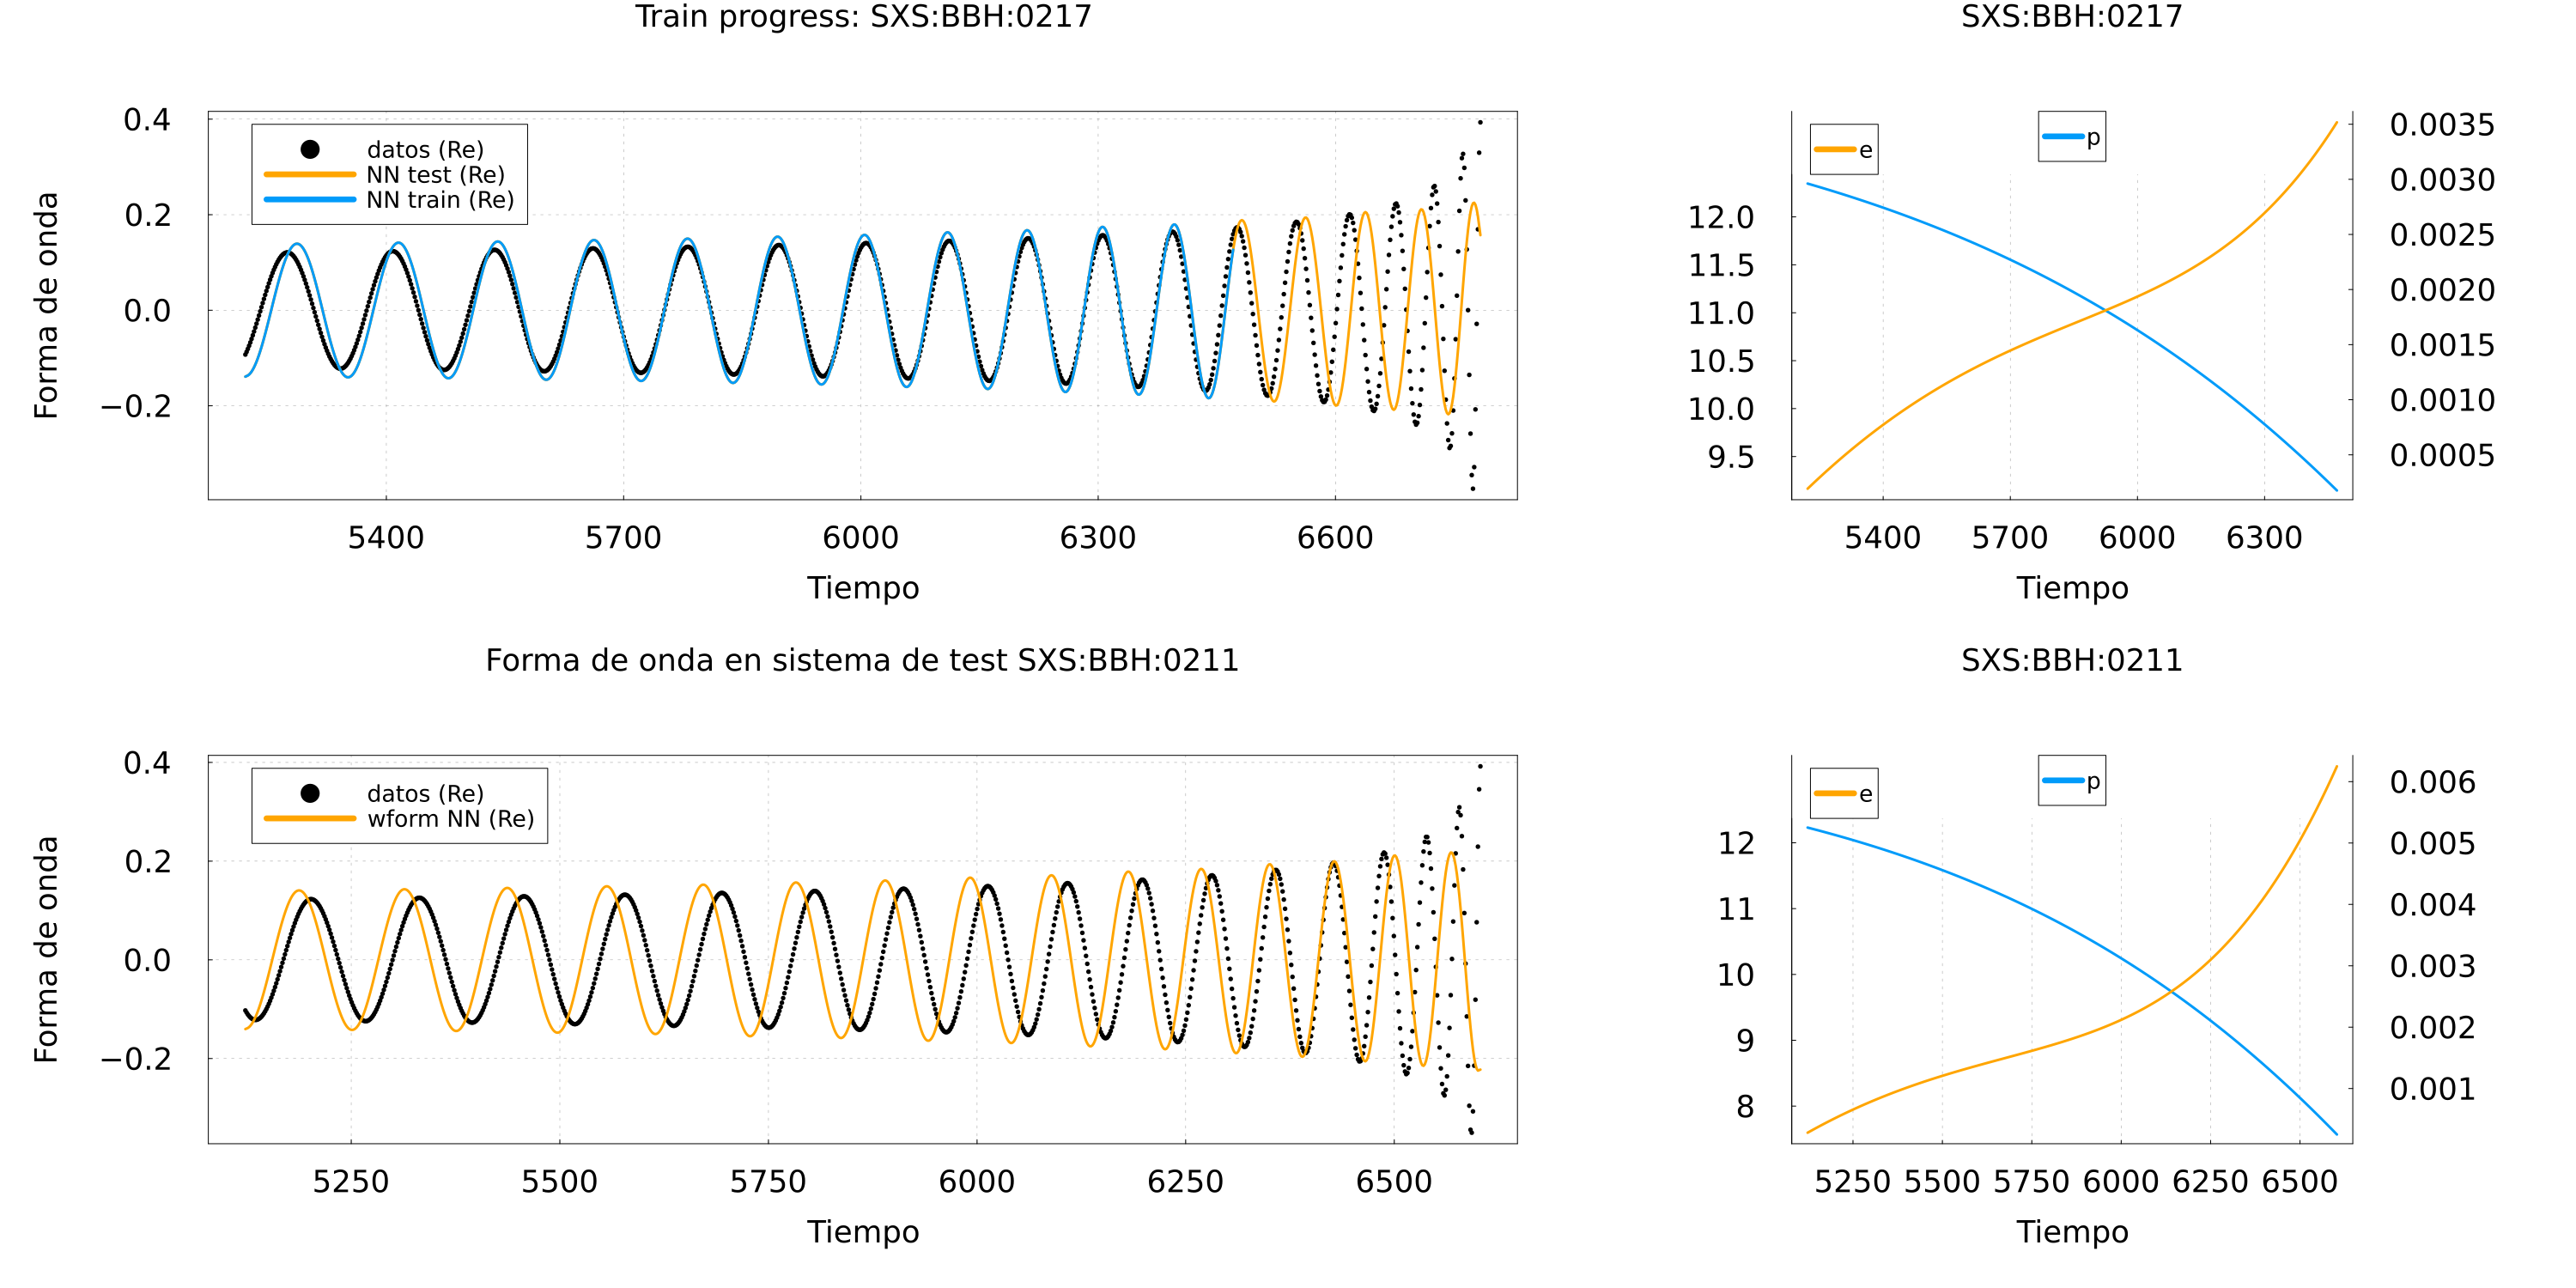 Train progress: SXS:BBH:0217
SXS:BBH:0217
Forma de onda
0.4
0.2
0.0
−0.2
datos (Re)
NN test (Re)
NN train (Re)
5400 5700 6000 6300 6600
Tiempo
e
p
12.0
11.5
11.0
10.5
10.0
9.5
0.0035
0.0030
0.0025
0.0020
0.0015
0.0010
0.0005
5400 5700 6000 6300
Tiempo
Forma de onda en sistema de test SXS:BBH:0211
SXS:BBH:0211
Forma de onda
0.4
0.2
0.0
−0.2
datos (Re)
wform NN (Re)
5250 5500 5750 6000 6250 6500
Tiempo
e
p
12
11
10
9
8
0.006
0.005
0.004
0.003
0.002
0.001
5250 5500 5750 6000 6250 6500
Tiempo